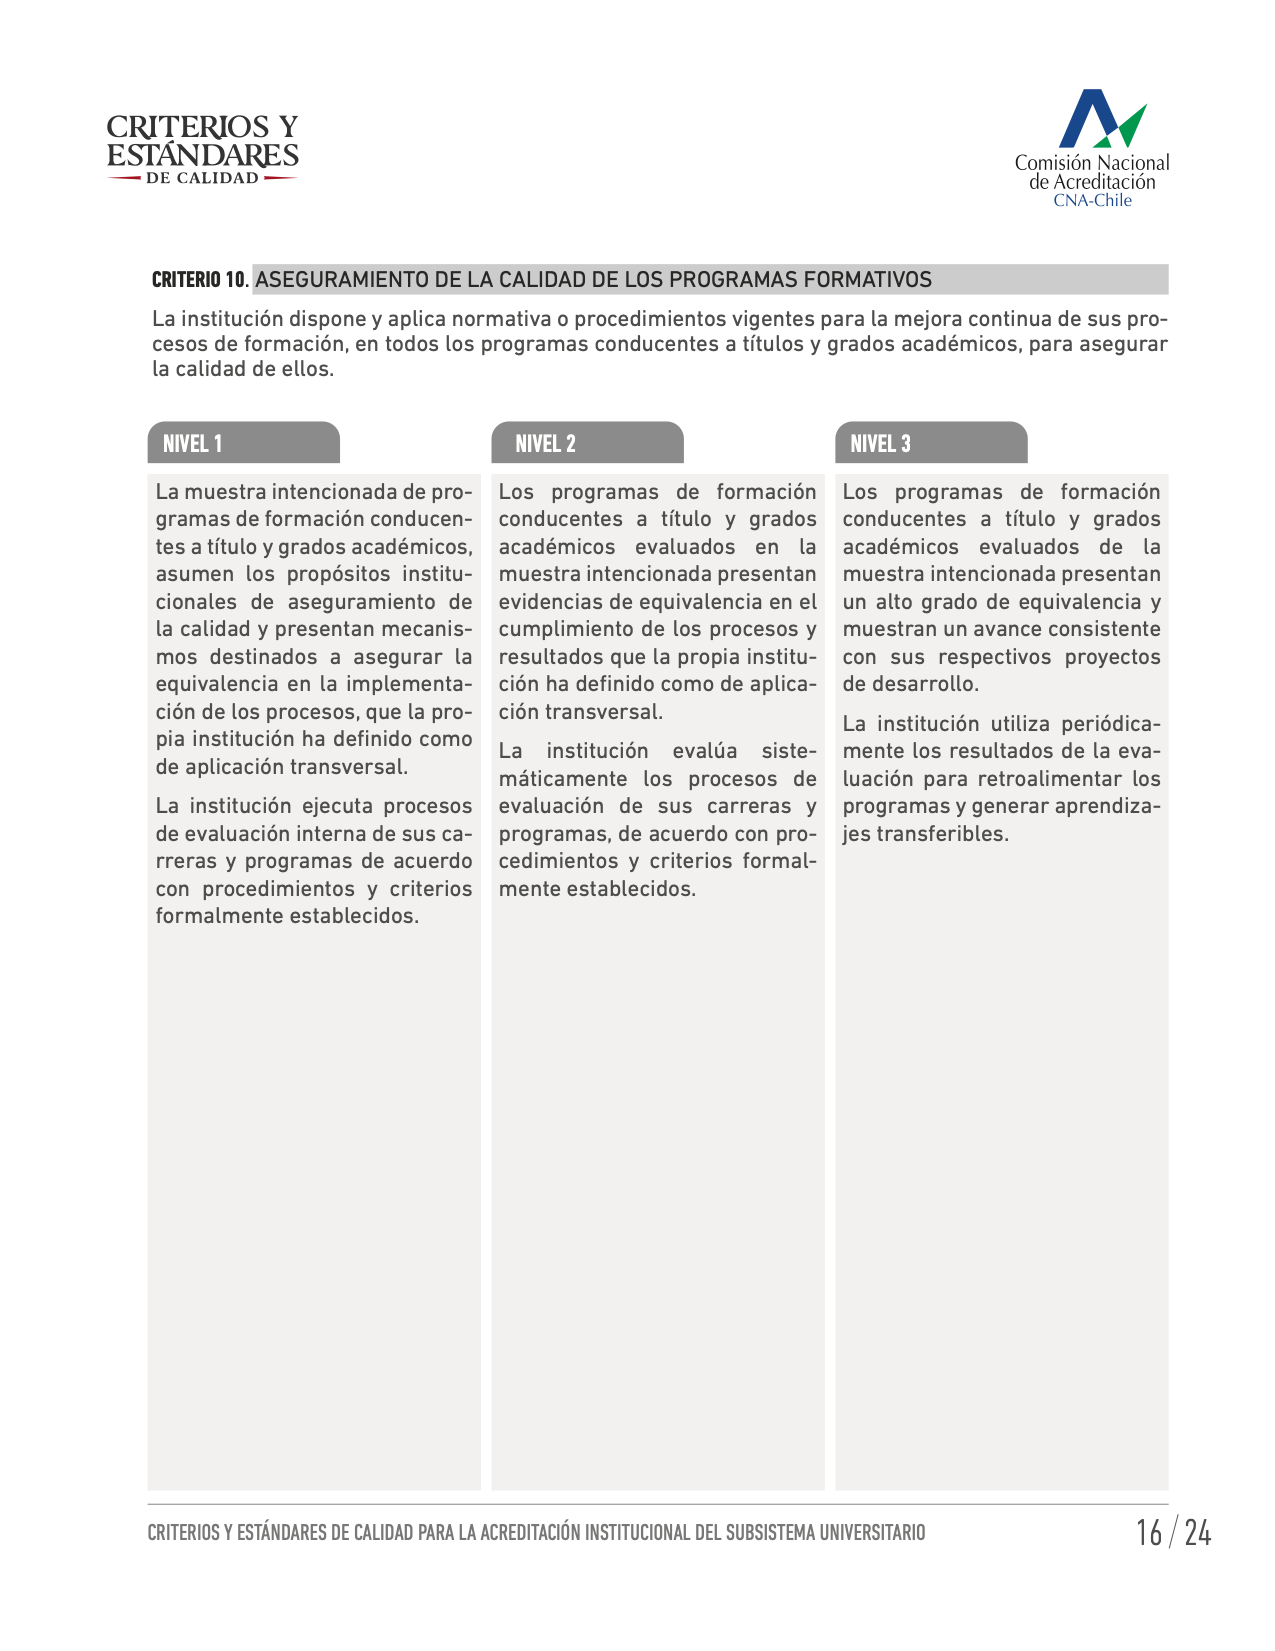 CRITERIOS Y
ESTÁNDARES
DE CALIDAD
Comisión Nacional
de Acreditación
CNA-Chile
CRITERIO 10. ASEGURAMIENTO DE LA CALIDAD DE LOS PROGRAMAS FORMATIVOS
La institución dispone y aplica normativa o procedimientos vigentes para la mejora continua de sus pro-
cesos de formación, en todos los programas conducentes a títulos y grados académicos, para asegurar
la calidad de ellos.
NIVEL 1
La muestra intencionada de pro-
gramas de formación conducen-
tes a título y grados académicos,
asumen los propósitos institu-
cionales de aseguramiento de
la calidad y presentan mecanis-
mos destinados a asegurar la
equivalencia en la implementa-
ción de los procesos, que la pro-
pia institución ha definido como
de aplicación transversal.
La institución ejecuta procesos
de evaluación interna de sus ca-
rreras y programas de acuerdo
con procedimientos y criterios
formalmente establecidos.
NIVEL 2
Los programas de formación
conducentes a título y grados
académicos evaluados en la
muestra intencionada presentan
evidencias de equivalencia en el
cumplimiento de los procesos y
resultados que la propia institu-
ción ha definido como de aplica-
ción transversal.
La institución evalúa siste-
máticamente los procesos de
evaluación de sus carreras y
programas, de acuerdo con pro-
cedimientos y criterios formal-
mente establecidos.
NIVEL 3
Los programas de formación
conducentes a título y grados
académicos evaluados de la
muestra intencionada presentan
un alto grado de equivalencia y
muestran un avance consistente
con sus respectivos proyectos
de desarrollo.
La institución utiliza periódica-
mente los resultados de la eva-
luación para retroalimentar los
programas y generar aprendiza-
jes transferibles.
CRITERIOS Y ESTÁNDARES DE CALIDAD PARA LA ACREDITACIÓN INSTITUCIONAL DEL SUBSISTEMA UNIVERSITARIO
16 / 24